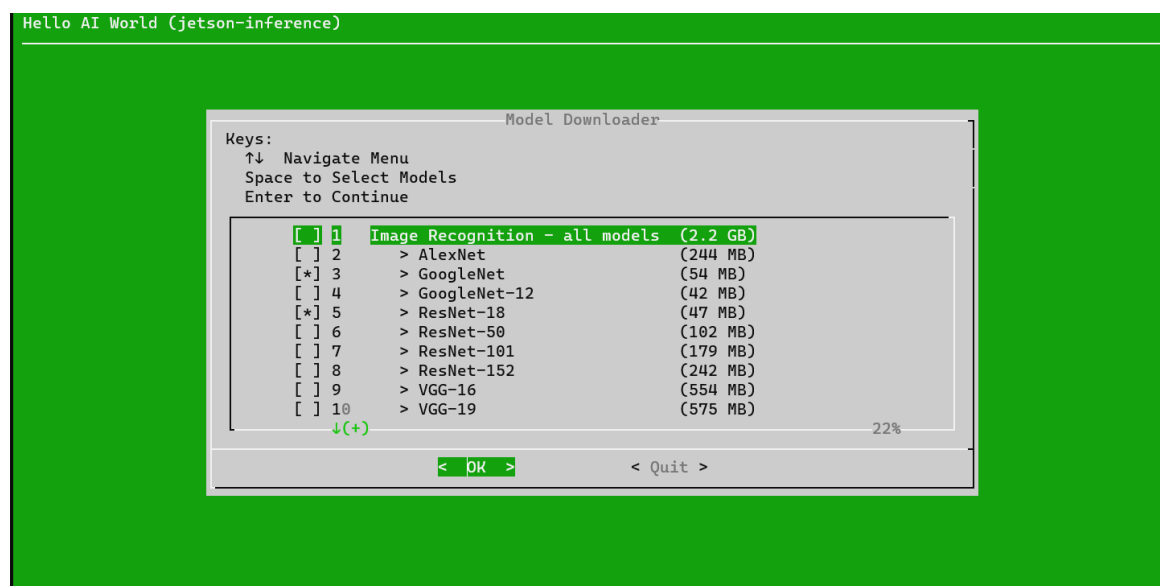 Hello AI World (jetson-inference)
Model Downloader
Keys:
↑↓ Navigate Menu
Space to Select Models
Enter to Continue
[ ] 1 Image Recognition - all models (2.2 GB)
[ ] 2 > AlexNet (244 MB)
[*] 3 > GoogleNet (54 MB)
[ ] 4 > GoogleNet-12 (42 MB)
[*] 5 > ResNet-18 (47 MB)
[ ] 6 > ResNet-50 (102 MB)
[ ] 7 > ResNet-101 (179 MB)
[ ] 8 > ResNet-152 (242 MB)
[ ] 9 > VGG-16 (554 MB)
[ ] 10 > VGG-19 (575 MB)
↓(+) 22%
< OK > < Quit >